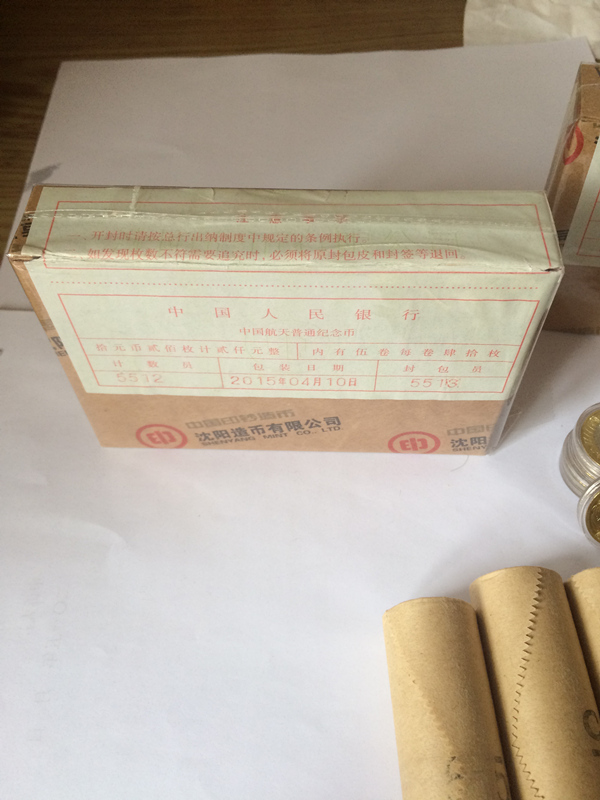 开封时请按总行出纳制度中规定的条例执行。
如发现枚数不符需要追究时，必须将原封包皮和封签等退回。
中国人民银行
中国航天普通纪念币
拾元币贰佰枚计贰仟元整 内有伍卷每卷肆拾枚
计数员 包装日期 封包员
5512 2015年04月10日
中国印钞造币
沈阳造币有限公司
SHENYANG MINT CO., LTD.
中国印钞
沈阳
SHENY